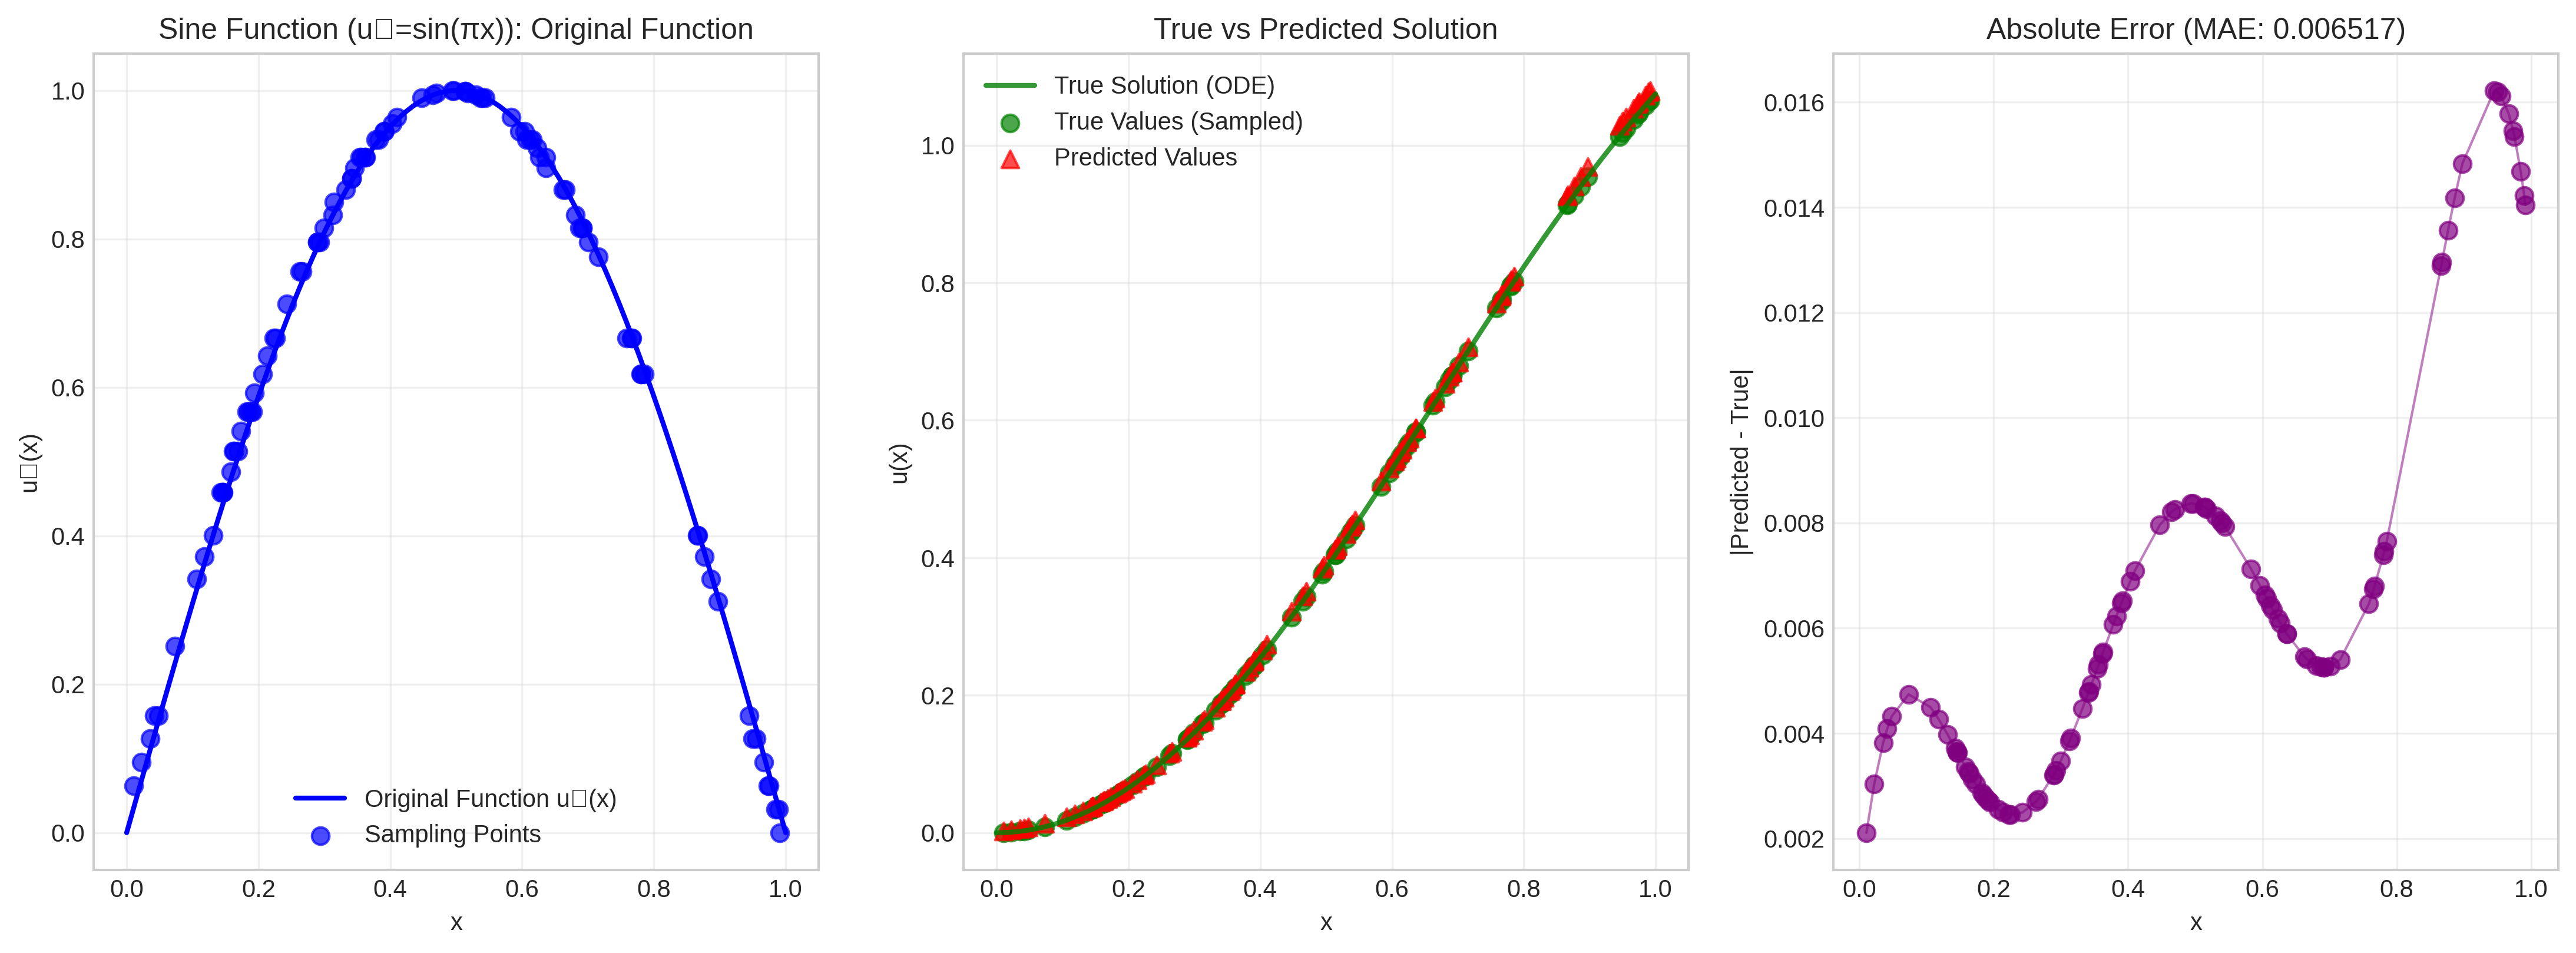 Sine Function (u□=sin(πx)): Original Function
u□(x)
1.0
0.8
0.6
0.4
0.2
0.0
Original Function u□(x)
Sampling Points
0.0 0.2 0.4 0.6 0.8 1.0
x
True vs Predicted Solution
u(x)
True Solution (ODE)
True Values (Sampled)
Predicted Values
1.0
0.8
0.6
0.4
0.2
0.0
0.0 0.2 0.4 0.6 0.8 1.0
x
Absolute Error (MAE: 0.006517)
|Predicted - True|
0.016
0.014
0.012
0.010
0.008
0.006
0.004
0.002
0.0 0.2 0.4 0.6 0.8 1.0
x